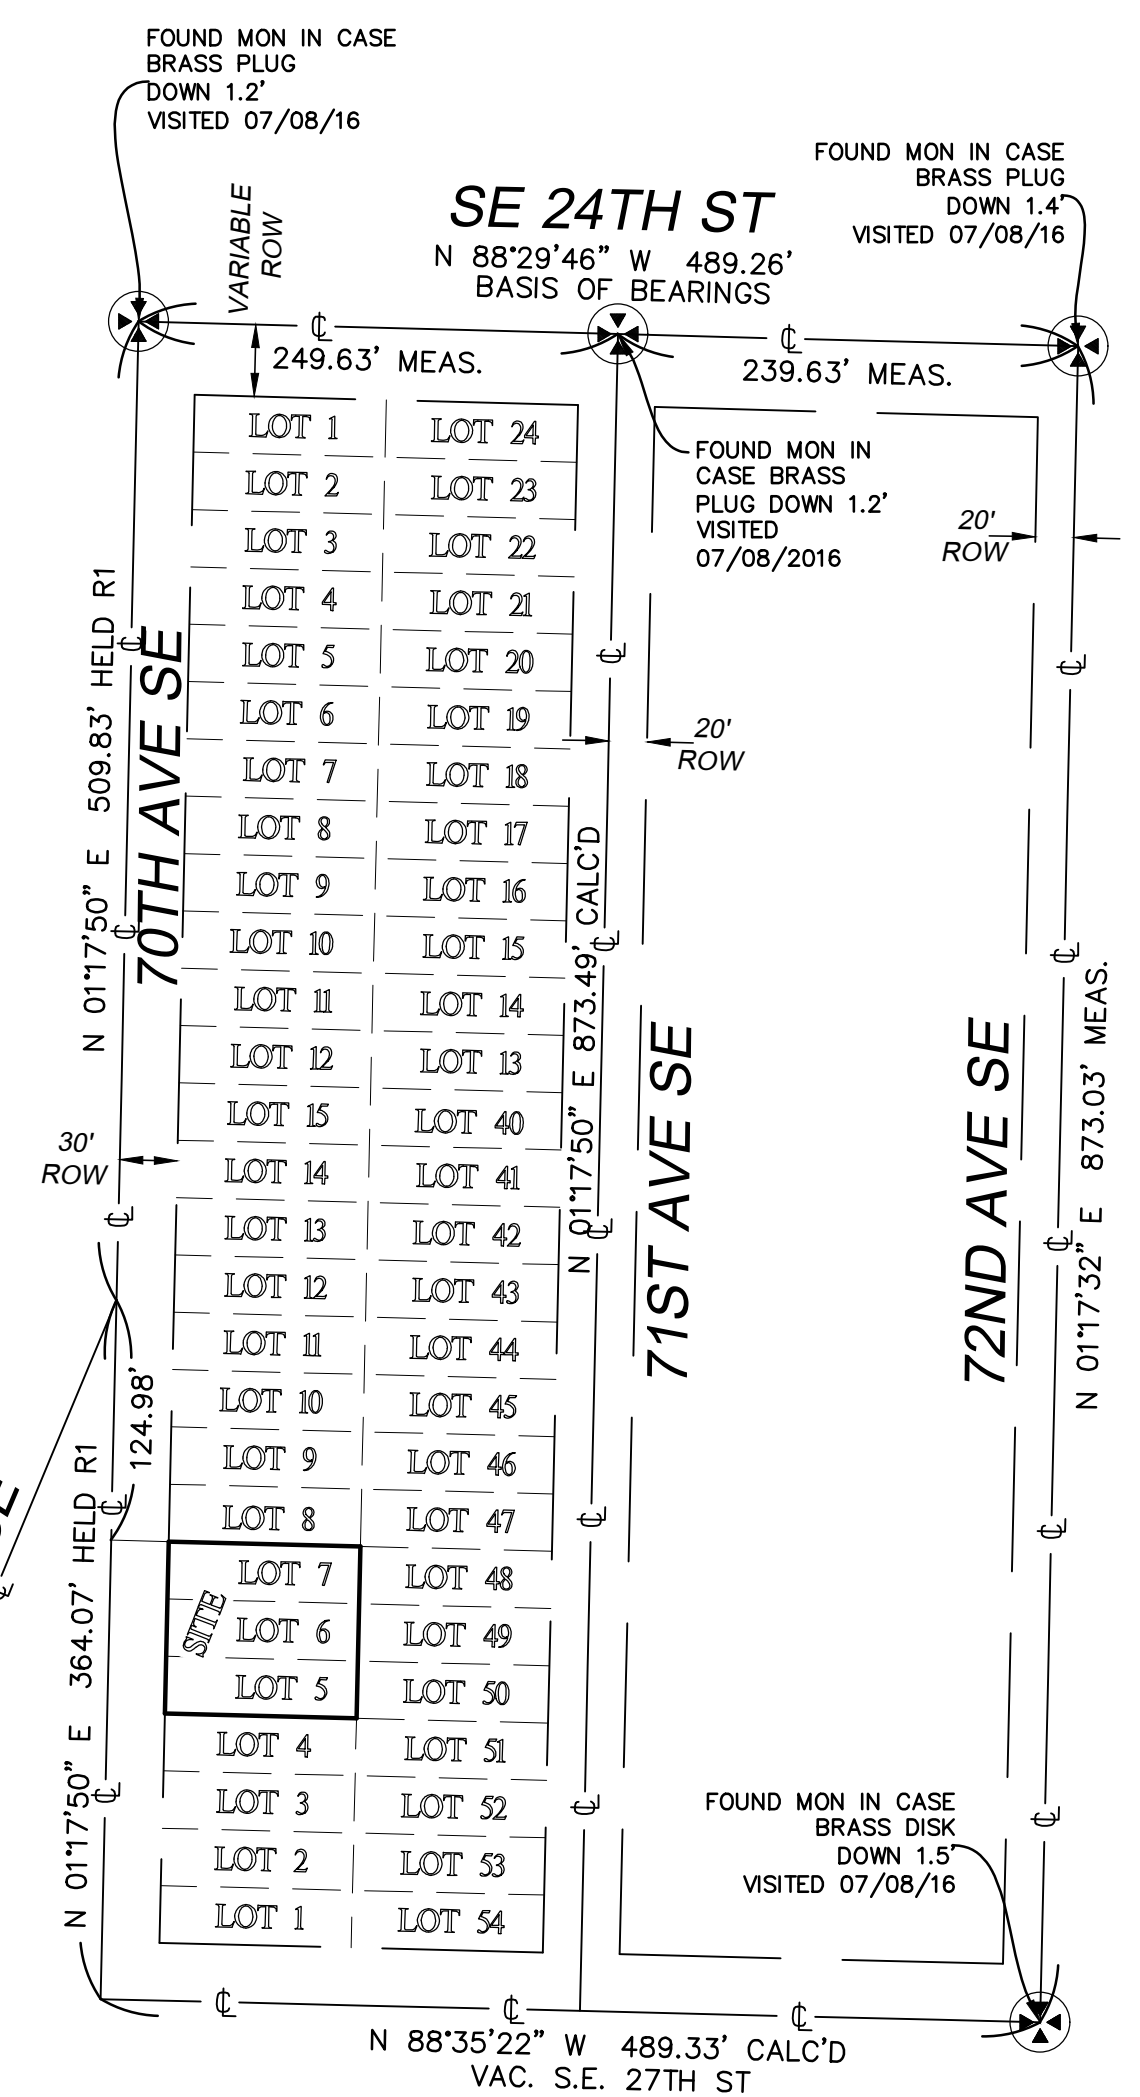 FOUND MON IN CASE
BRASS PLUG
DOWN 1.2'
VISITED 07/08/16
FOUND MON IN CASE
BRASS PLUG
DOWN 1.4'
VISITED 07/08/16
VARIABLE
ROW
SE 24TH ST
N 88°29'46" W 489.26'
BASIS OF BEARINGS
249.63' MEAS.
239.63' MEAS.
FOUND MON IN
CASE BRASS
PLUG DOWN 1.2'
VISITED
07/08/2016
20'
ROW
20'
ROW
N 01°17'50" E 509.83' HELD R1
70TH AVE SE
LOT 1 LOT 24
LOT 2 LOT 23
LOT 3 LOT 22
LOT 4 LOT 21
LOT 5 LOT 20
LOT 6 LOT 19
LOT 7 LOT 18
LOT 8 LOT 17
LOT 9 LOT 16
LOT 10 LOT 15
LOT 11 LOT 14
LOT 12 LOT 13
LOT 15 LOT 40
LOT 14 LOT 41
LOT 13 LOT 42
LOT 12 LOT 43
LOT 11 LOT 44
LOT 10 LOT 45
LOT 9 LOT 46
LOT 8 LOT 47
LOT 7 LOT 48
LOT 6 LOT 49
LOT 5 LOT 50
LOT 4 LOT 51
LOT 3 LOT 52
LOT 2 LOT 53
LOT 1 LOT 54
SITE
30'
ROW
124.98'
N 01°17'50" E 364.07' HELD R1
N 01°17'50" E 873.49' CALC'D
71ST AVE SE
72ND AVE SE
N 01°17'32" E 873.03' MEAS.
FOUND MON IN CASE
BRASS DISK
DOWN 1.5'
VISITED 07/08/16
N 88°35'22" W 489.33' CALC'D
VAC. S.E. 27TH ST